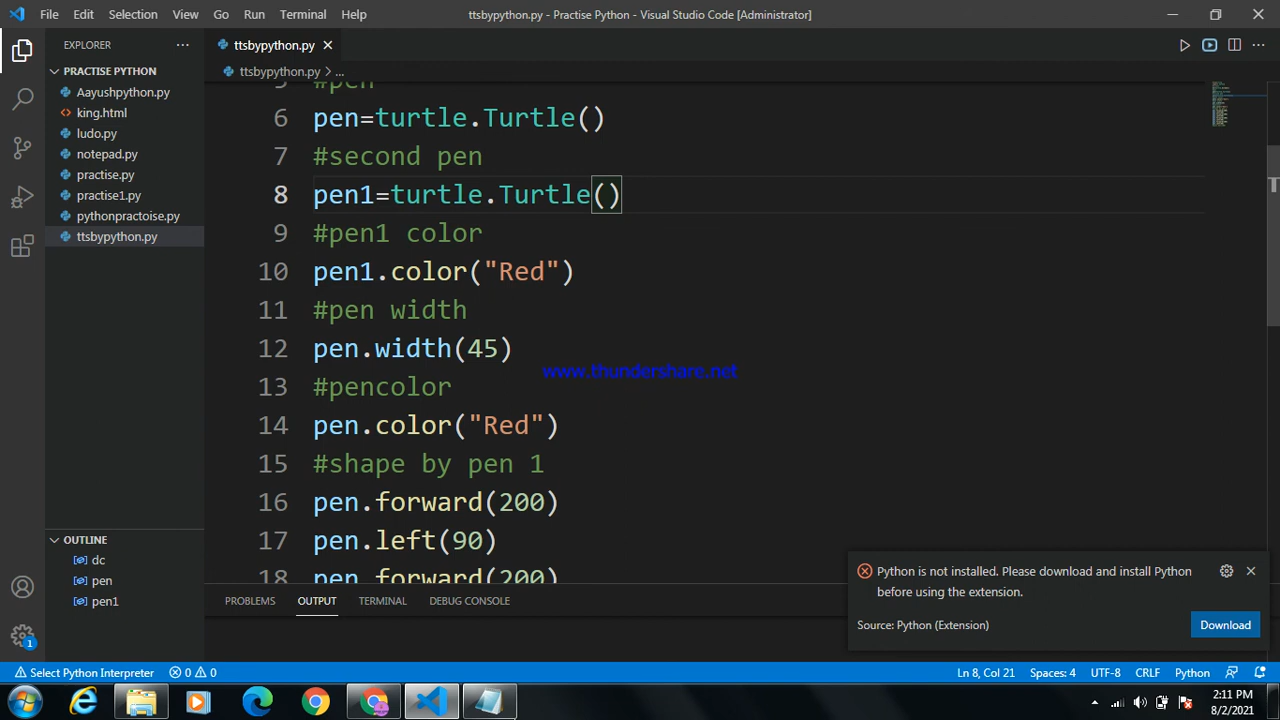 File Edit Selection View Go Run Terminal Help
ttsbypython.py - Practise Python - Visual Studio Code [Administrator]
EXPLORER
PRACTISE PYTHON
Aayushpython.py
king.html
ludo.py
notepad.py
practise.py
practise1.py
pythonpractoise.py
ttsbypython.py
OUTLINE
dc
pen
pen1
ttsbypython.py
ttsbypython.py > ...
5 #pen
6 pen=turtle.Turtle()
7 #second pen
8 pen1=turtle.Turtle()
9 #pen1 color
10 pen1.color("Red")
11 #pen width
12 pen.width(45)
13 #pencolor
14 pen.color("Red")
15 #shape by pen 1
16 pen.forward(200)
17 pen.left(90)
18 pen.forward(200)
www.thundershare.net
PROBLEMS OUTPUT TERMINAL DEBUG CONSOLE
Python is not installed. Please download and install Python
before using the extension.
Source: Python (Extension)
Download
1
Select Python Interpreter 0 0
Ln 8, Col 21 Spaces: 4 UTF-8 CRLF Python
2:11 PM
8/2/2021